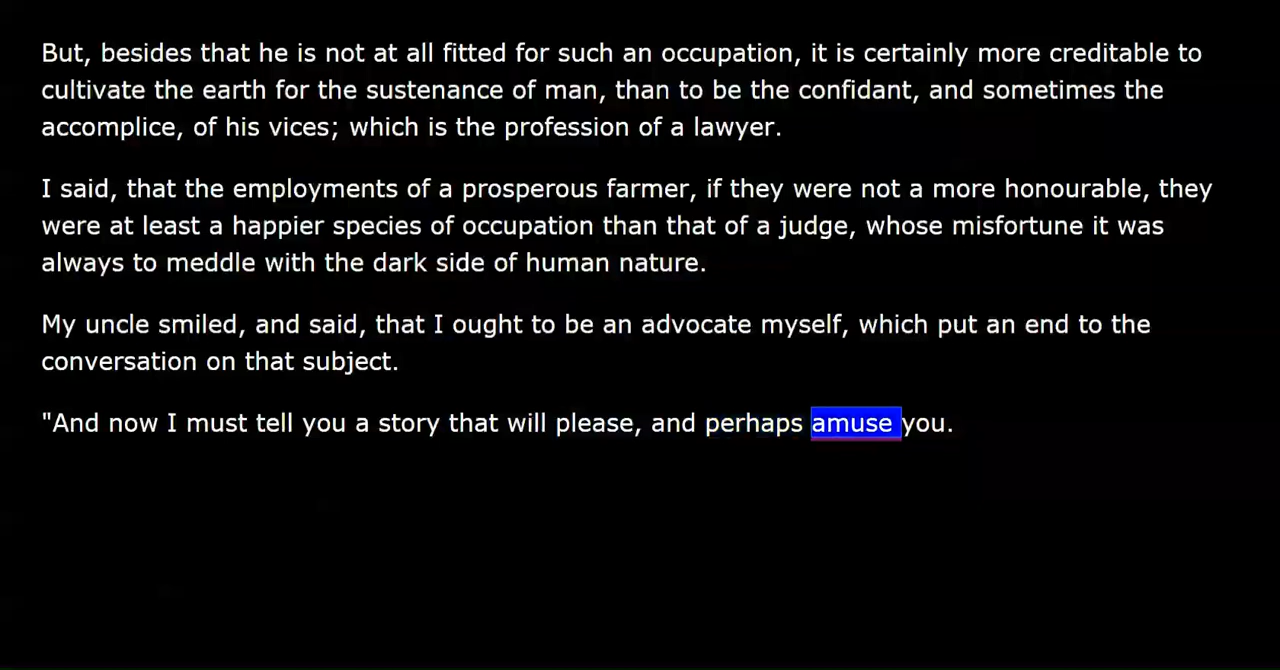 But, besides that he is not at all fitted for such an occupation, it is certainly more creditable to
cultivate the earth for the sustenance of man, than to be the confidant, and sometimes the
accomplice, of his vices; which is the profession of a lawyer.
I said, that the employments of a prosperous farmer, if they were not a more honourable, they
were at least a happier species of occupation than that of a judge, whose misfortune it was
always to meddle with the dark side of human nature.
My uncle smiled, and said, that I ought to be an advocate myself, which put an end to the
conversation on that subject.
"And now I must tell you a story that will please, and perhaps amuse you.